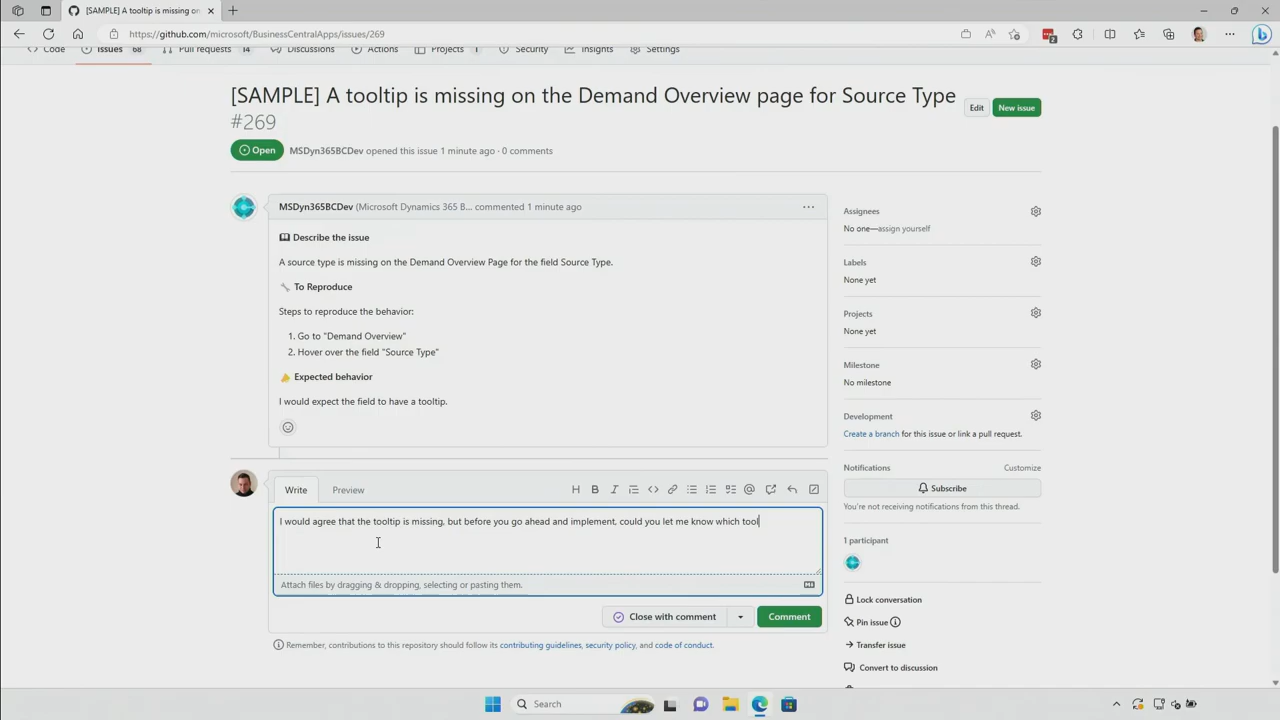 [SAMPLE] A tooltip is missing on
https://github.com/microsoft/BusinessCentralApps/issues/269
2
Code Issues 68 Pull requests 14 Discussions Actions Projects 1 Security Insights Settings
[SAMPLE] A tooltip is missing on the Demand Overview page for Source Type
#269
Edit New issue
Open MSDyn365BCDev opened this issue 1 minute ago · 0 comments
MSDyn365BCDev (Microsoft Dynamics 365 B... commented 1 minute ago
Describe the issue
A source type is missing on the Demand Overview Page for the field Source Type.
To Reproduce
Steps to reproduce the behavior:
1. Go to "Demand Overview"
2. Hover over the field "Source Type"
Expected behavior
I would expect the field to have a tooltip.
Write Preview
I would agree that the tooltip is missing, but before you go ahead and implement, could you let me know which tool
Attach files by dragging & dropping, selecting or pasting them.
Close with comment Comment
Remember, contributions to this repository should follow its contributing guidelines, security policy, and code of conduct.
Assignees
No one—assign yourself
Labels
None yet
Projects
None yet
Milestone
No milestone
Development
Create a branch for this issue or link a pull request.
Notifications Customize
Subscribe
You're not receiving notifications from this thread.
1 participant
Lock conversation
Pin issue
Transfer issue
Convert to discussion
Search